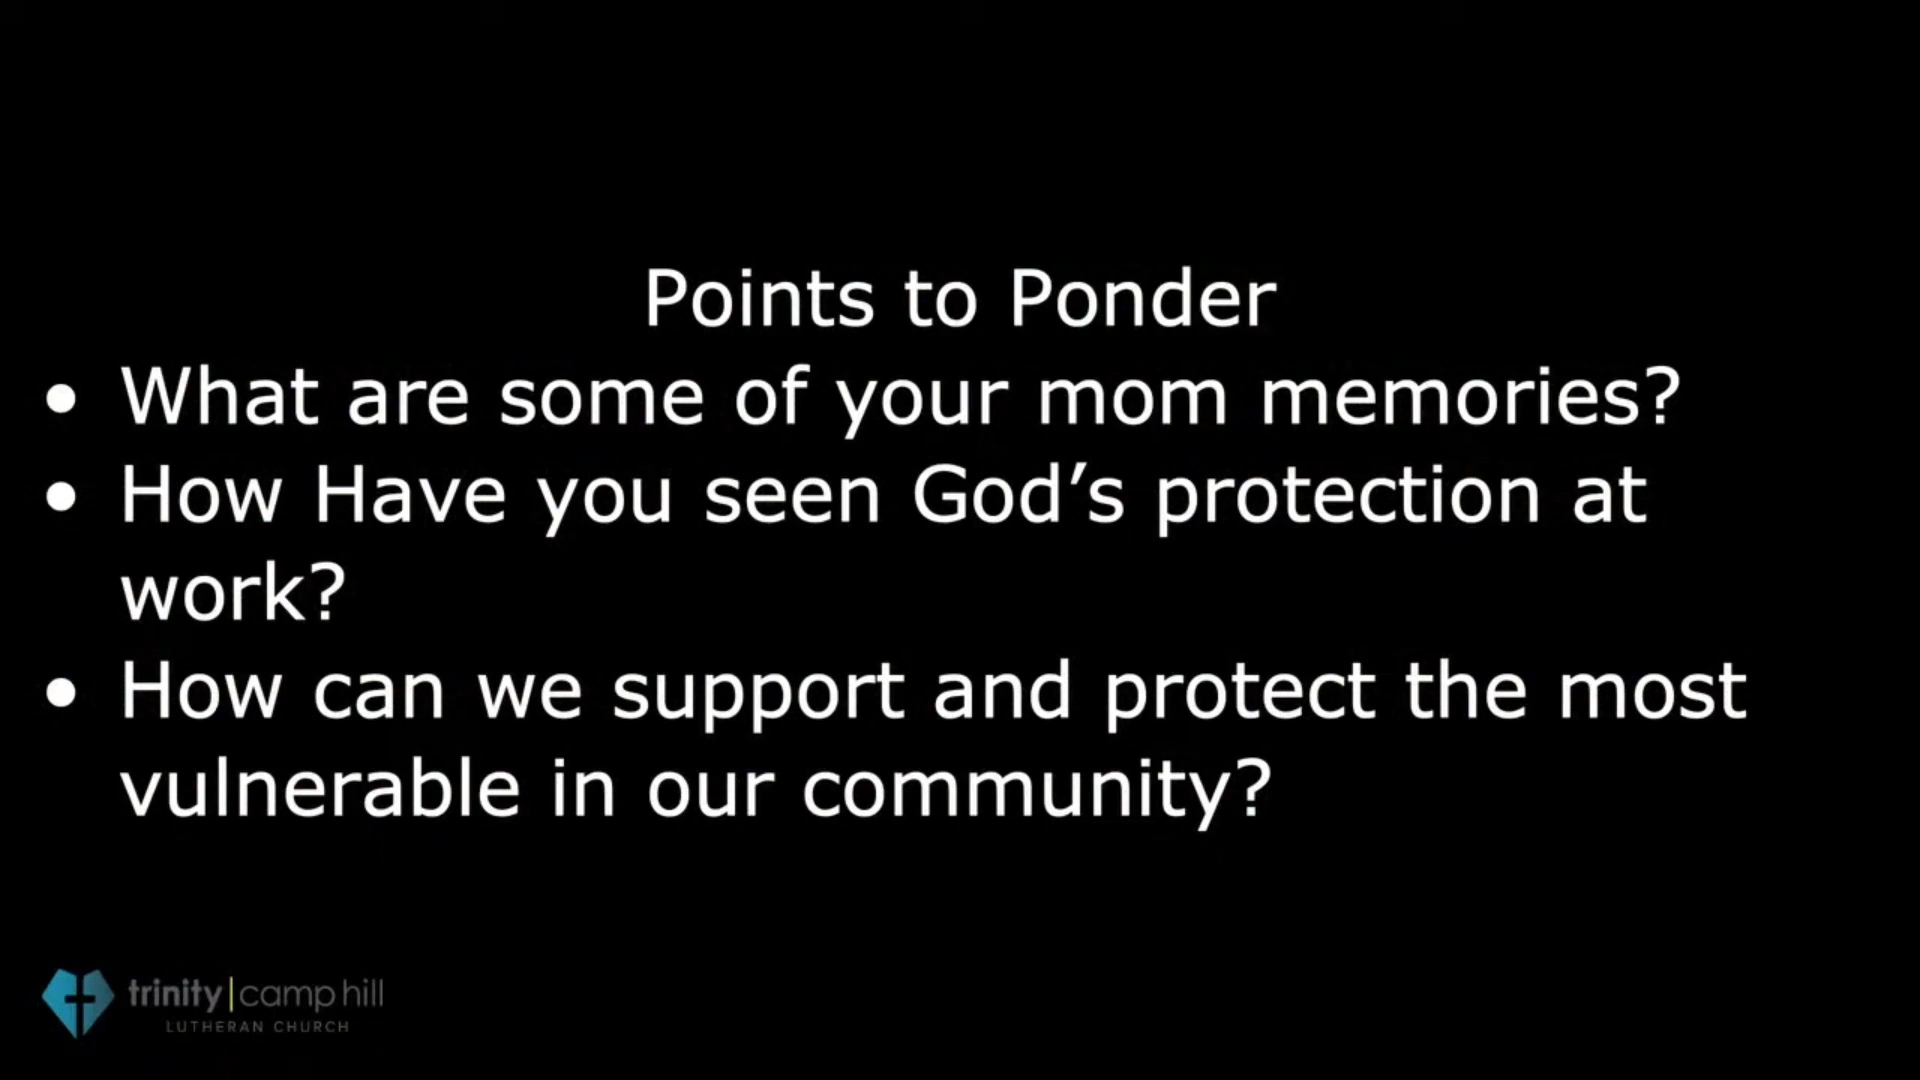 Points to Ponder
• What are some of your mom memories?
• How Have you seen God’s protection at
work?
• How can we support and protect the most
vulnerable in our community?
trinity|camp hill
LUTHERAN CHURCH